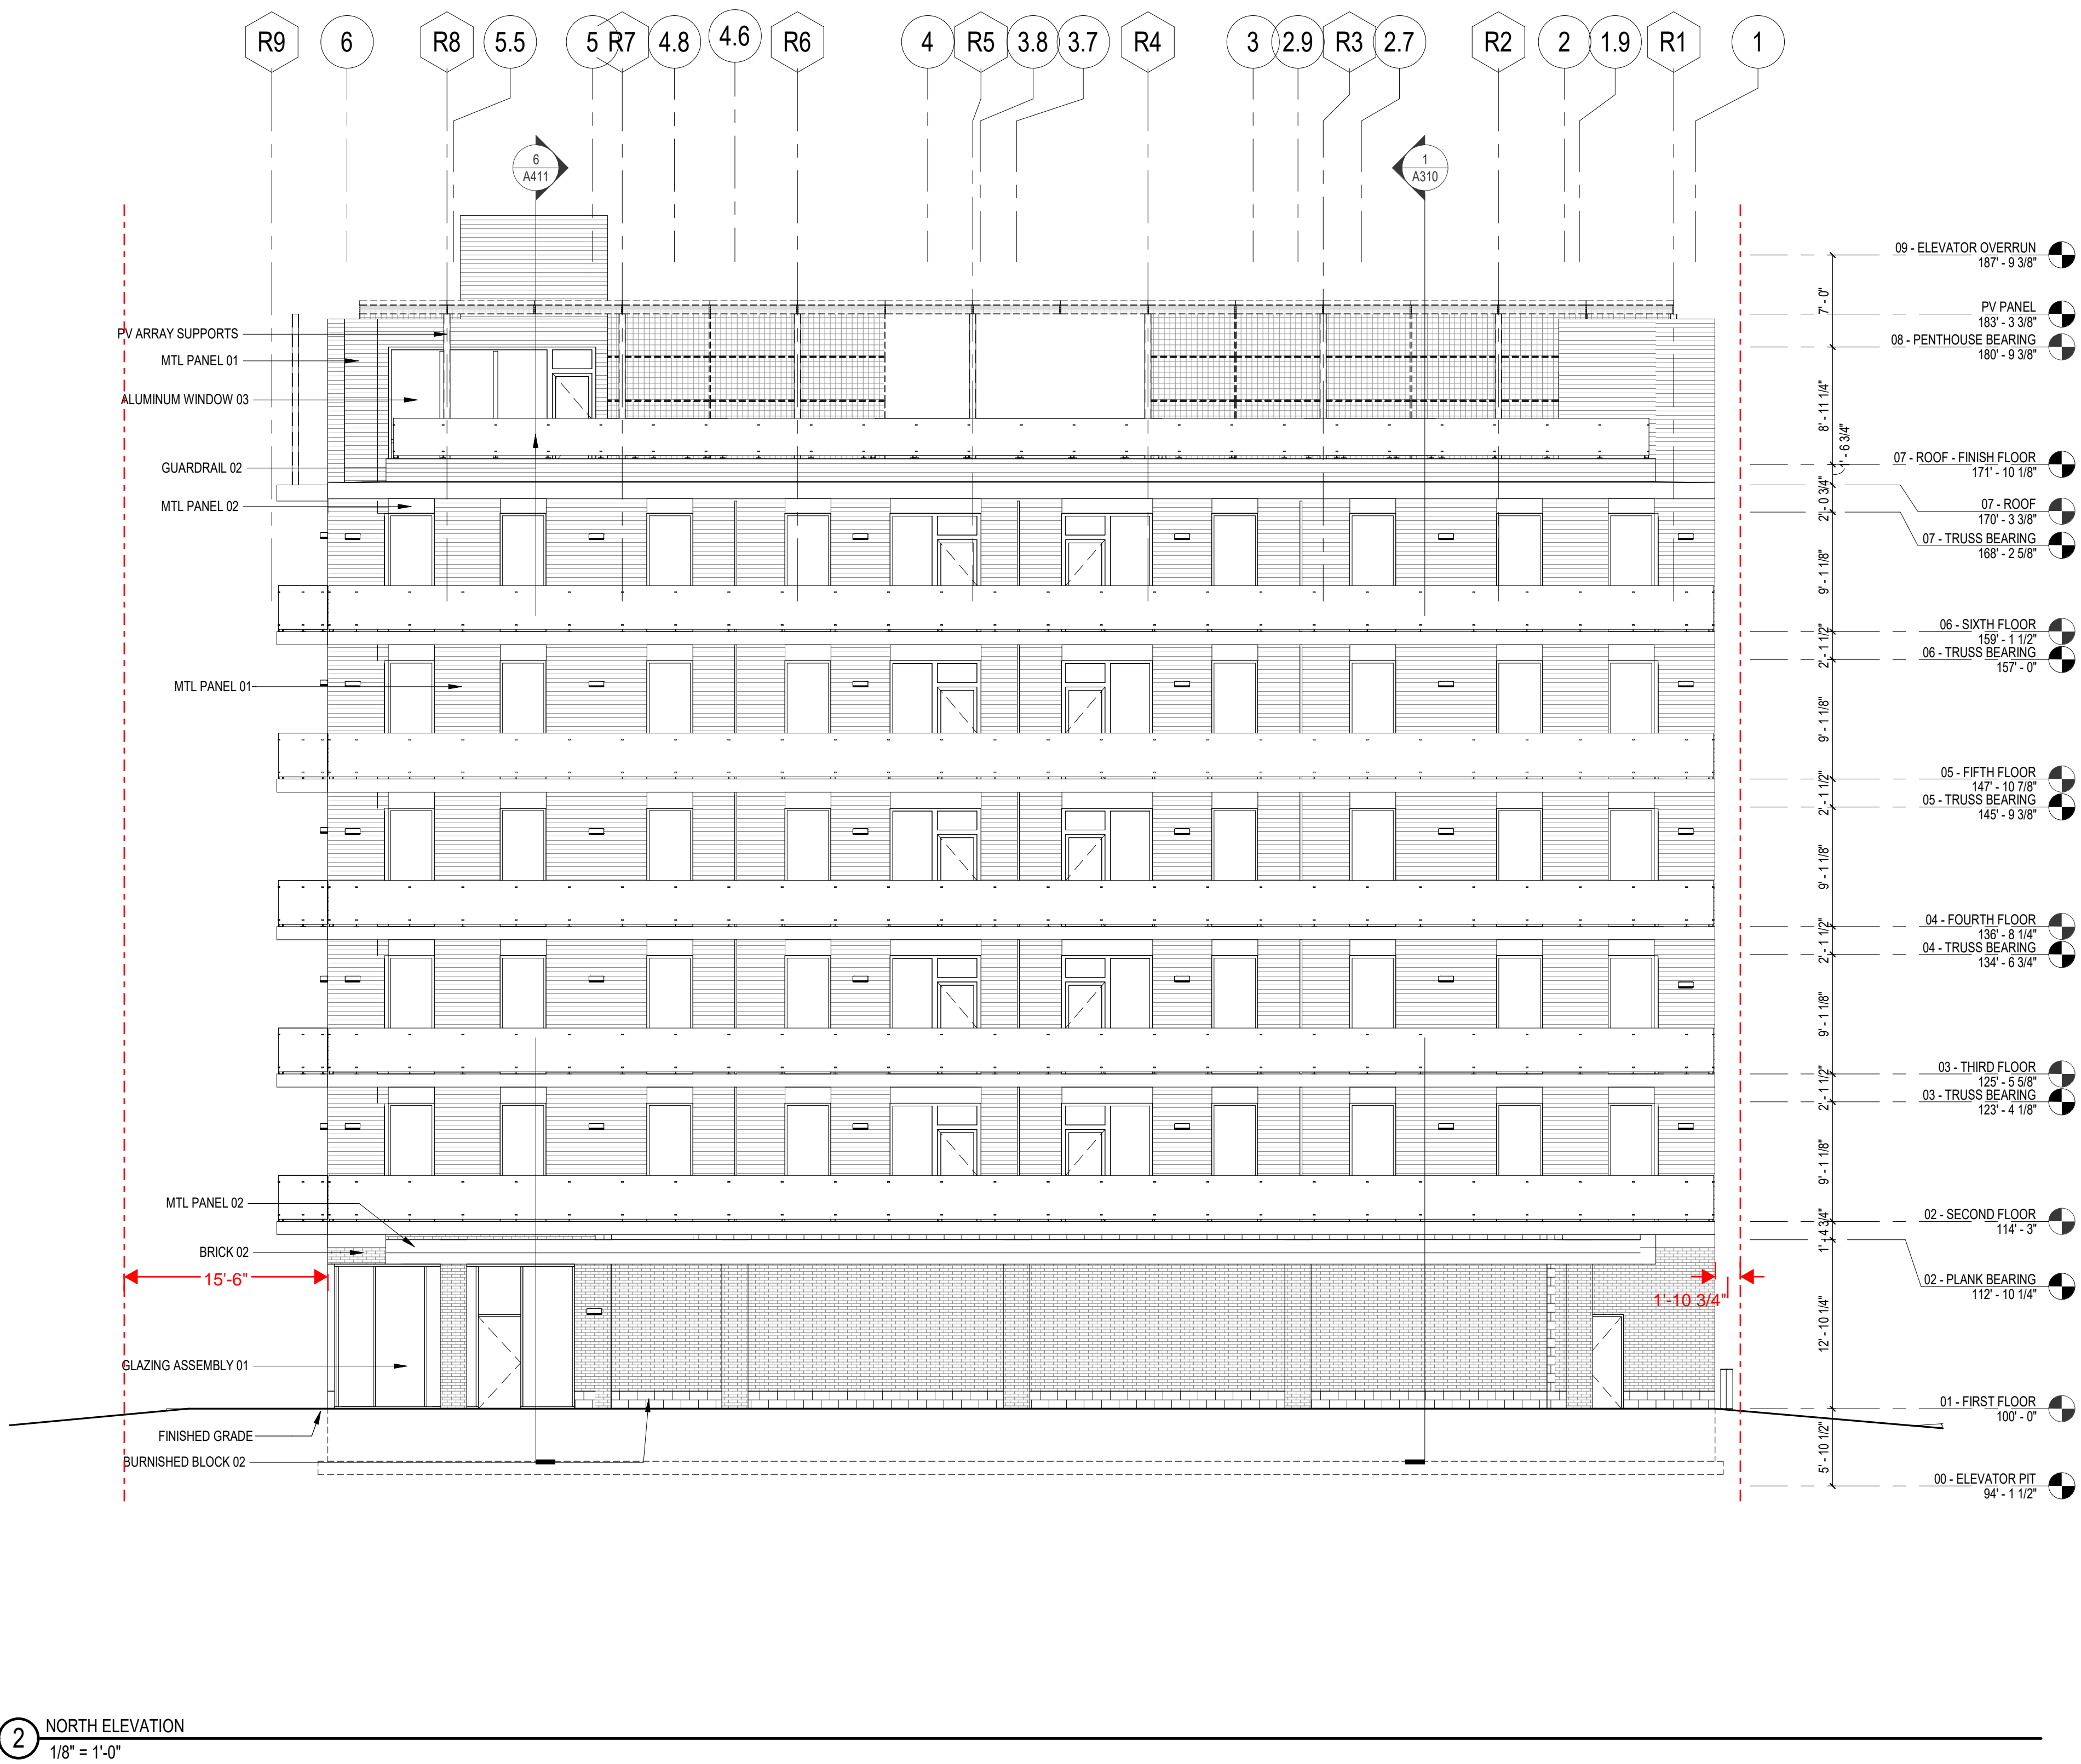 R9 6 R8 5.5 5 R7 4.8 4.6 R6 4 R5 3.8 3.7 R4 3 2.9 R3 2.7 R2 2 1.9 R1 1
6
A411
1
A310
09 - ELEVATOR OVERRUN
187' - 9 3/8"
7' - 0"
PV PANEL
183' - 3 3/8"
PV ARRAY SUPPORTS
08 - PENTHOUSE BEARING
180' - 9 3/8"
MTL PANEL 01
ALUMINUM WINDOW 03
8' - 11 1/4"
1' - 6 3/4"
GUARDRAIL 02
07 - ROOF - FINISH FLOOR
171' - 10 1/8"
MTL PANEL 02
2' - 0 3/4"
07 - ROOF
170' - 3 3/8"
07 - TRUSS BEARING
168' - 2 5/8"
9' - 1 1/8"
06 - SIXTH FLOOR
159' - 1 1/2"
2' - 1 1/2"
06 - TRUSS BEARING
157' - 0"
MTL PANEL 01
9' - 1 1/8"
05 - FIFTH FLOOR
147' - 10 7/8"
2' - 1 1/2"
05 - TRUSS BEARING
145' - 9 3/8"
9' - 1 1/8"
04 - FOURTH FLOOR
136' - 8 1/4"
2' - 1 1/2"
04 - TRUSS BEARING
134' - 6 3/4"
9' - 1 1/8"
03 - THIRD FLOOR
125' - 5 5/8"
2' - 1 1/2"
03 - TRUSS BEARING
123' - 4 1/8"
9' - 1 1/8"
MTL PANEL 02
02 - SECOND FLOOR
114' - 3"
1' - 4 3/4"
BRICK 02
15'-6"
02 - PLANK BEARING
112' - 10 1/4"
1'-10 3/4"
12' - 10 1/4"
GLAZING ASSEMBLY 01
01 - FIRST FLOOR
100' - 0"
FINISHED GRADE
5' - 10 1/2"
BURNISHED BLOCK 02
00 - ELEVATOR PIT
94' - 1 1/2"
2
NORTH ELEVATION
1/8" = 1'-0"